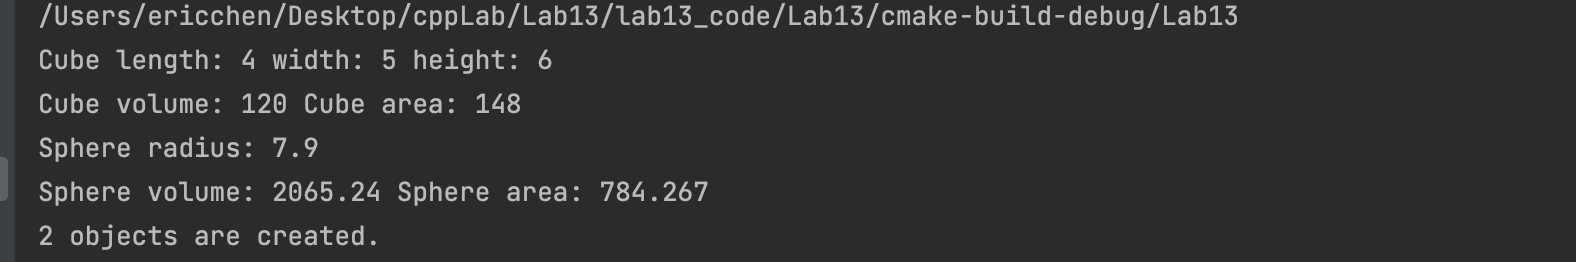 /Users/ericchen/Desktop/cppLab/Lab13/lab13_code/Lab13/cmake-build-debug/Lab13
Cube length: 4 width: 5 height: 6
Cube volume: 120 Cube area: 148
Sphere radius: 7.9
Sphere volume: 2065.24 Sphere area: 784.267
2 objects are created.